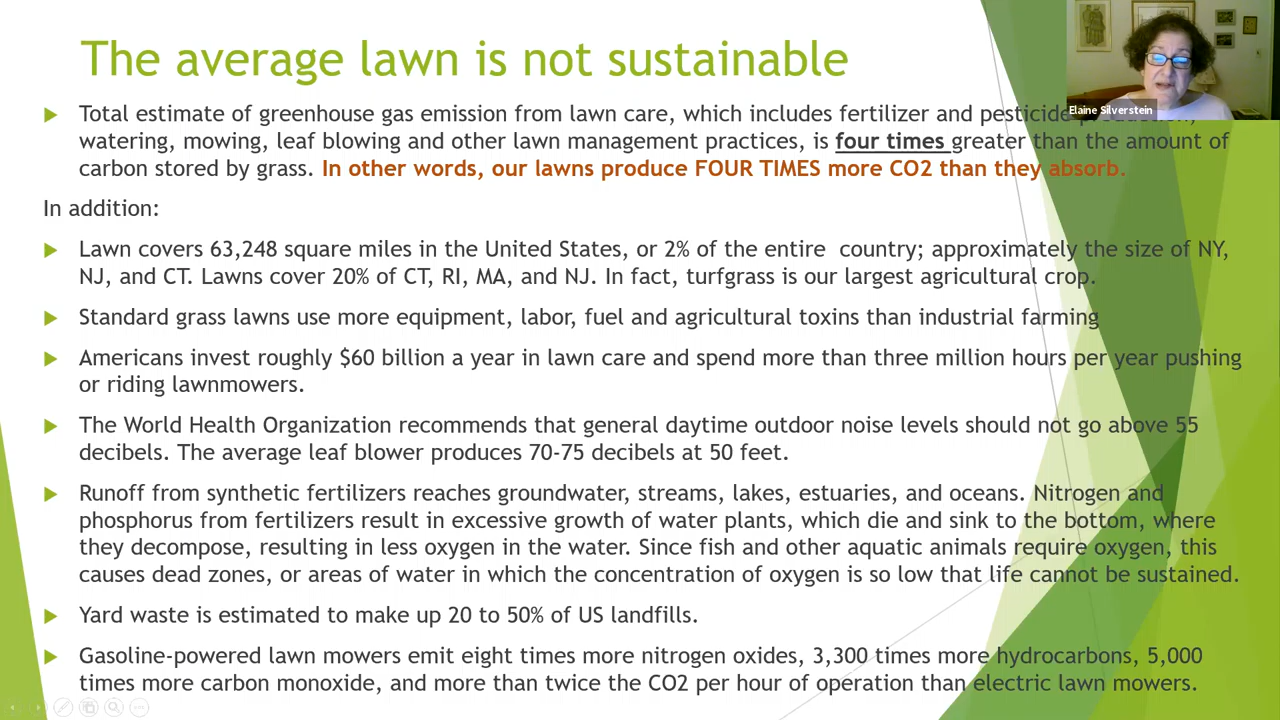 The average lawn is not sustainable
Elaine Silverstein
Total estimate of greenhouse gas emission from lawn care, which includes fertilizer and pesticide
watering, mowing, leaf blowing and other lawn management practices, is four times greater than the amount of
carbon stored by grass. In other words, our lawns produce FOUR TIMES more CO2 than they absorb.
In addition:
Lawn covers 63,248 square miles in the United States, or 2% of the entire country; approximately the size of NY,
NJ, and CT. Lawns cover 20% of CT, RI, MA, and NJ. In fact, turfgrass is our largest agricultural crop.
Standard grass lawns use more equipment, labor, fuel and agricultural toxins than industrial farming
Americans invest roughly $60 billion a year in lawn care and spend more than three million hours per year pushing
or riding lawnmowers.
The World Health Organization recommends that general daytime outdoor noise levels should not go above 55
decibels. The average leaf blower produces 70-75 decibels at 50 feet.
Runoff from synthetic fertilizers reaches groundwater, streams, lakes, estuaries, and oceans. Nitrogen and
phosphorus from fertilizers result in excessive growth of water plants, which die and sink to the bottom, where
they decompose, resulting in less oxygen in the water. Since fish and other aquatic animals require oxygen, this
causes dead zones, or areas of water in which the concentration of oxygen is so low that life cannot be sustained.
Yard waste is estimated to make up 20 to 50% of US landfills.
Gasoline-powered lawn mowers emit eight times more nitrogen oxides, 3,300 times more hydrocarbons, 5,000
times more carbon monoxide, and more than twice the CO2 per hour of operation than electric lawn mowers.